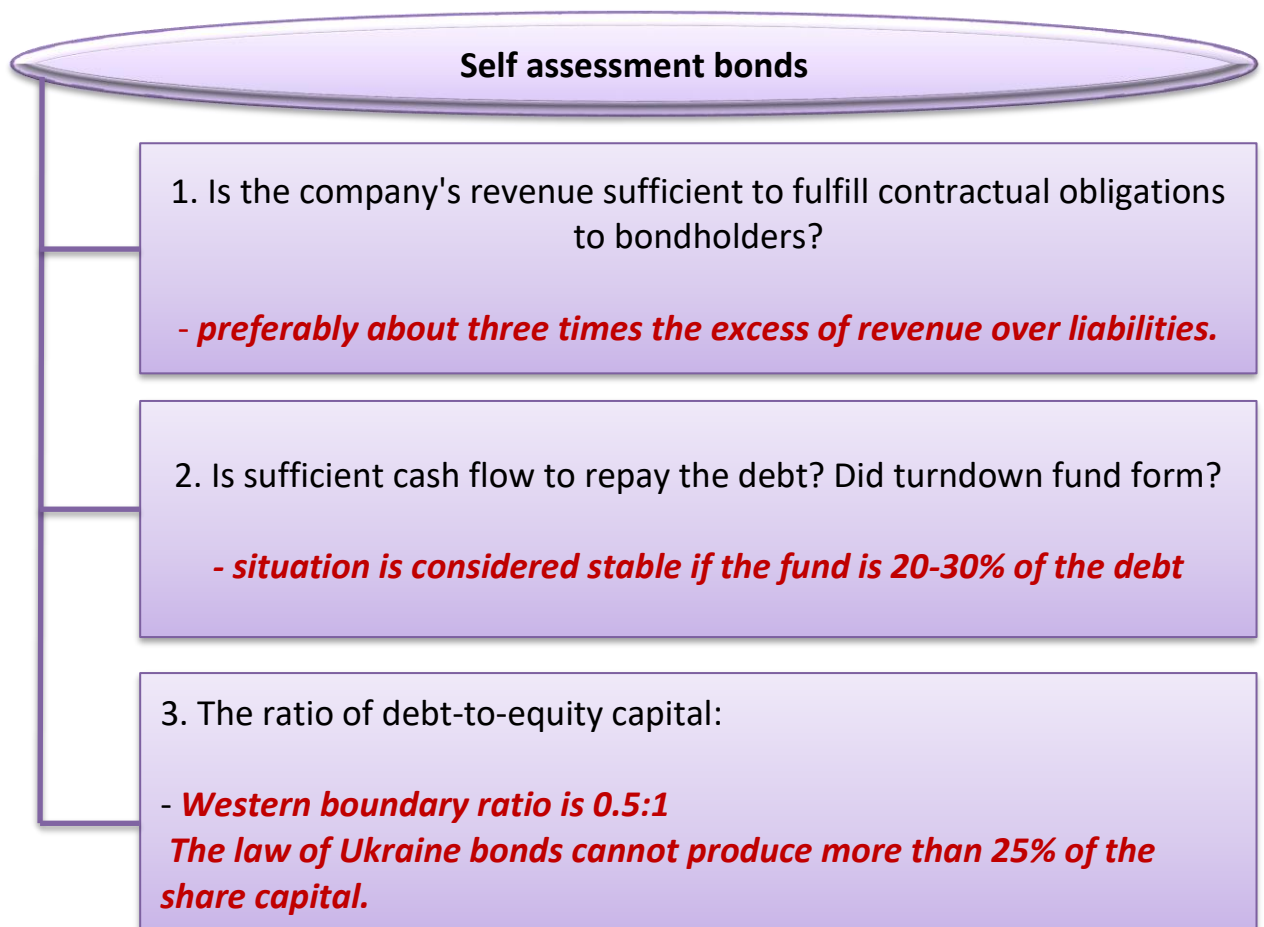 Self assessment bonds
1. Is the company's revenue sufficient to fulfill contractual obligations
to bondholders?
- preferably about three times the excess of revenue over liabilities.
2. Is sufficient cash flow to repay the debt? Did turndown fund form?
- situation is considered stable if the fund is 20-30% of the debt
3. The ratio of debt-to-equity capital:
- Western boundary ratio is 0.5:1
The law of Ukraine bonds cannot produce more than 25% of the
share capital.